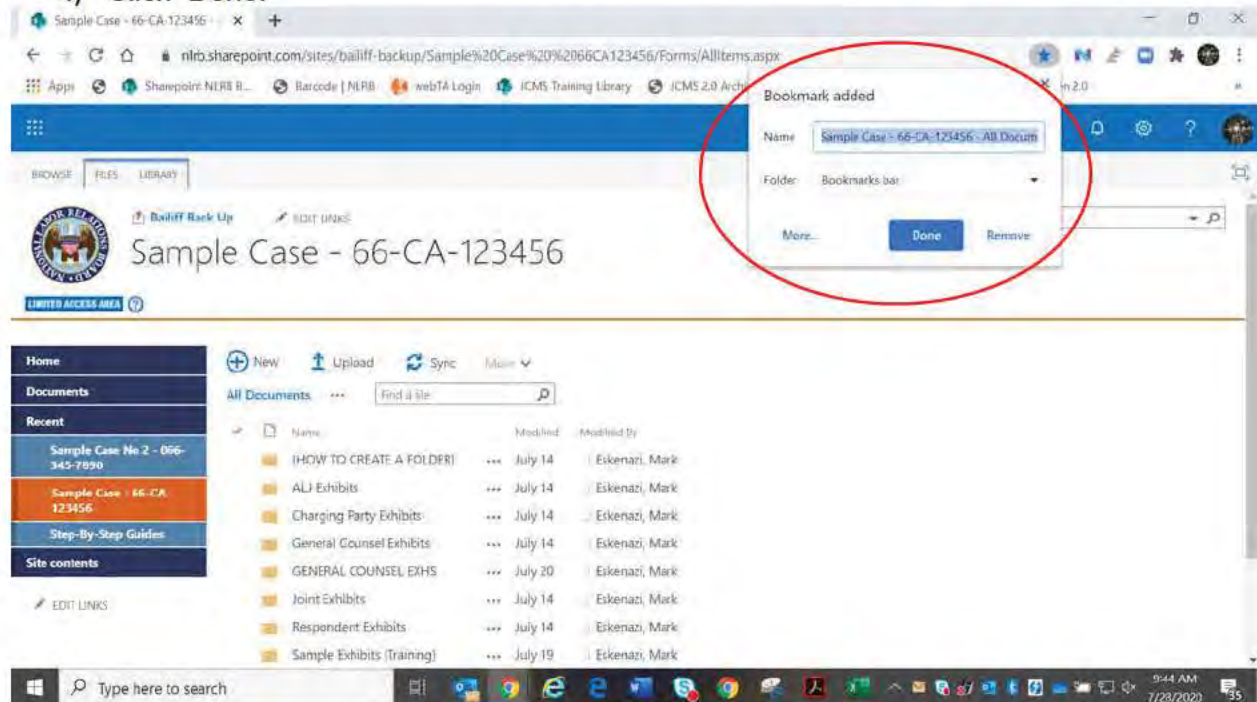 Click "Done."
Sample Case - 66-CA-123456 -
nlrb.sharepoint.com/sites/bailiff-backup/Sample%20Case%20%2066CA123456/Forms/AllItems.aspx
Apps Sharepoint NLRB B... Barcode | NLRB webTA Login ICMS Training Library ICMS 2.0 in 2.0
Bookmark added
Name Sample Case - 66-CA-123456 - All Docum
Folder Bookmarks bar
More... Done Remove
BROWSE FILES LIBRARY
Bailiff Back Up EDIT LINKS
Sample Case - 66-CA-123456
LIMITED ACCESS AREA ?
Home
Documents
Recent
Sample Case No 2 - 066-
345-7890
Sample Case - 66-CA
123456
Step-By-Step Guides
Site contents
EDIT LINKS
New Upload Sync More
All Documents ... Find a file
Name Modified Modified By
(HOW TO CREATE A FOLDER) ... July 14 Eskenazi, Mark
ALJ Exhibits ... July 14 Eskenazi, Mark
Charging Party Exhibits ... July 14 Eskenazi, Mark
General Counsel Exhibits ... July 14 Eskenazi, Mark
GENERAL COUNSEL EXHS ... July 20 Eskenazi, Mark
Joint Exhibits ... July 14 Eskenazi, Mark
Respondent Exhibits ... July 14 Eskenazi, Mark
Sample Exhibits (Training) ... July 19 Eskenazi, Mark
Type here to search
9:44 AM
7/28/2020
35